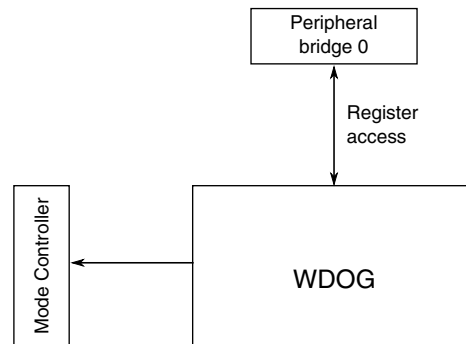 Peripheral
bridge 0
Register
access
Mode Controller
WDOG